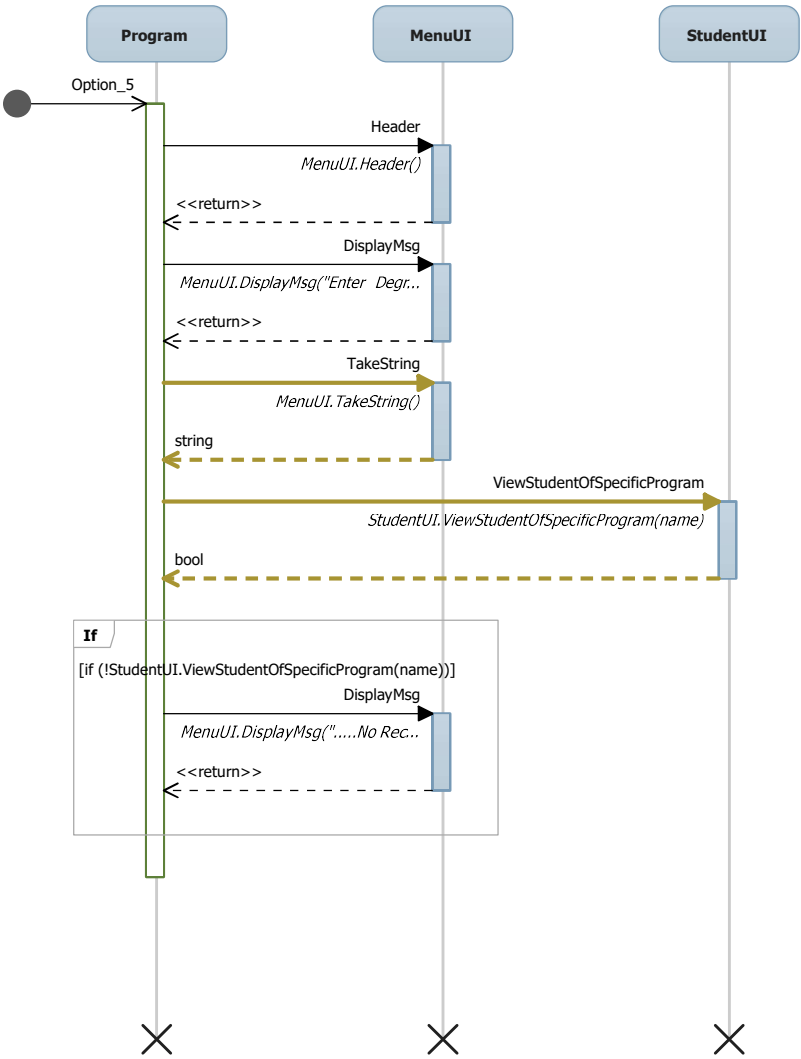 Program
MenuUI
StudentUI
Option_5
Header
MenuUI.Header()
<<return>>
DisplayMsg
MenuUI.DisplayMsg("Enter Degr...
<<return>>
TakeString
MenuUI.TakeString()
string
ViewStudentOfSpecificProgram
StudentUI.ViewStudentOfSpecificProgram(name)
bool
If
[if (!StudentUI.ViewStudentOfSpecificProgram(name))]
DisplayMsg
MenuUI.DisplayMsg(".....No Rec...
<<return>>